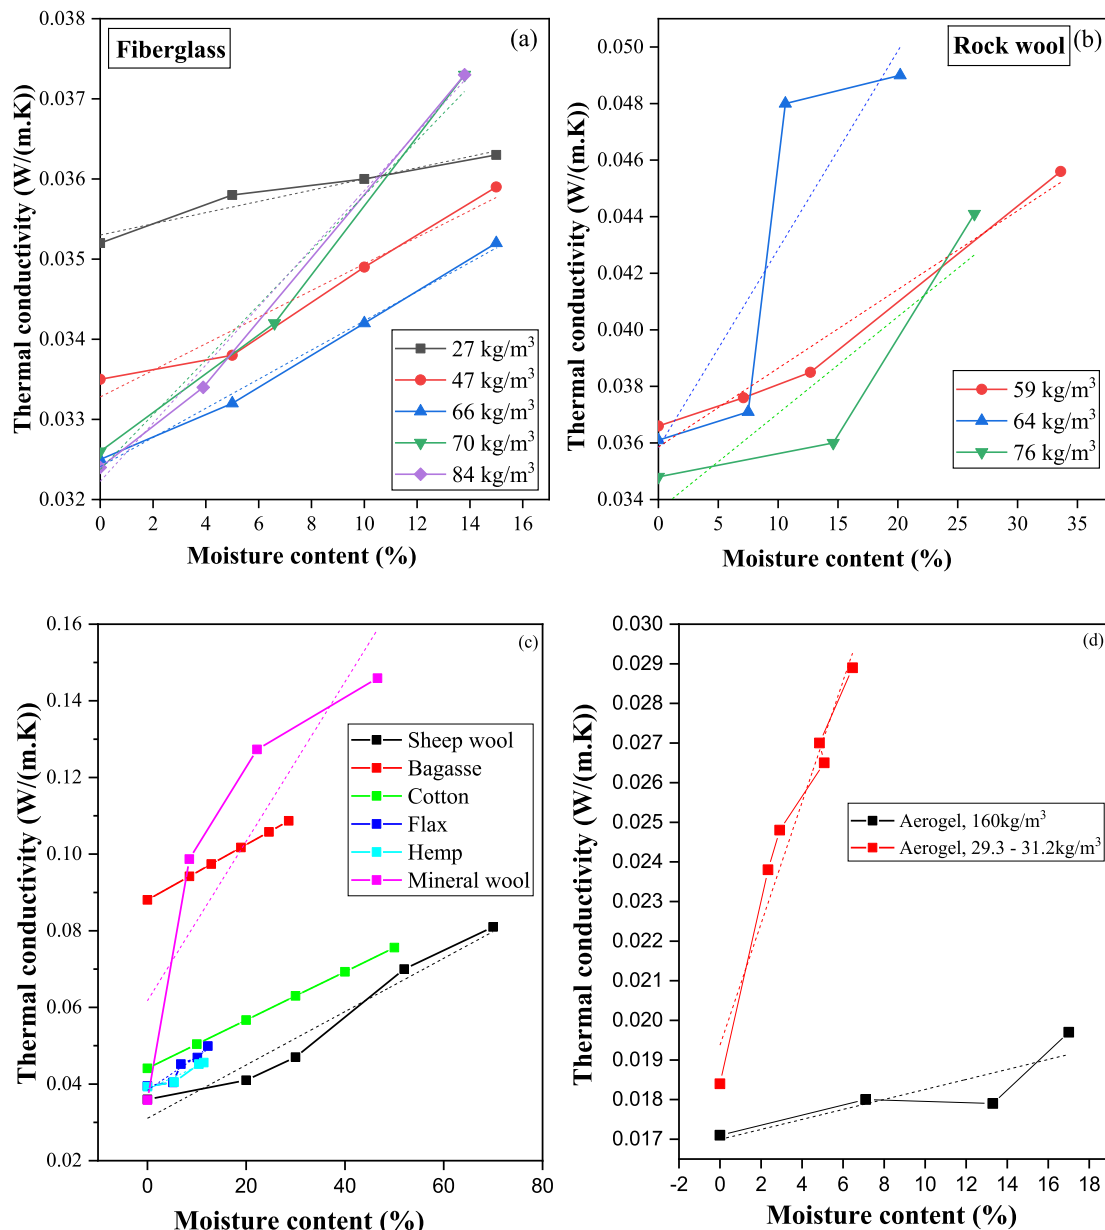 Fiberglass
(a)
0.038
0.037
0.036
0.035
0.034
0.033
0.032
Thermal conductivity (W/(m.K))
27 kg/m³
47 kg/m³
66 kg/m³
70 kg/m³
84 kg/m³
0 2 4 6 8 10 12 14 16
Moisture content (%)
(b)
Rock wool
0.050
0.048
0.046
0.044
0.042
0.040
0.038
0.036
0.034
Thermal conductivity (W/(m.K))
59 kg/m³
64 kg/m³
76 kg/m³
0 5 10 15 20 25 30 35
Moisture content (%)
(c)
0.16
0.14
0.12
0.10
0.08
0.06
0.04
0.02
Thermal conductivity (W/(m.K))
Sheep wool
Bagasse
Cotton
Flax
Hemp
Mineral wool
0 20 40 60 80
Moisture content (%)
(d)
0.030
0.029
0.028
0.027
0.026
0.025
0.024
0.023
0.022
0.021
0.020
0.019
0.018
0.017
Thermal conductivity (W/(m.K))
Aerogel, 160kg/m³
Aerogel, 29.3 - 31.2kg/m³
-2 0 2 4 6 8 10 12 14 16 18
Moisture content (%)